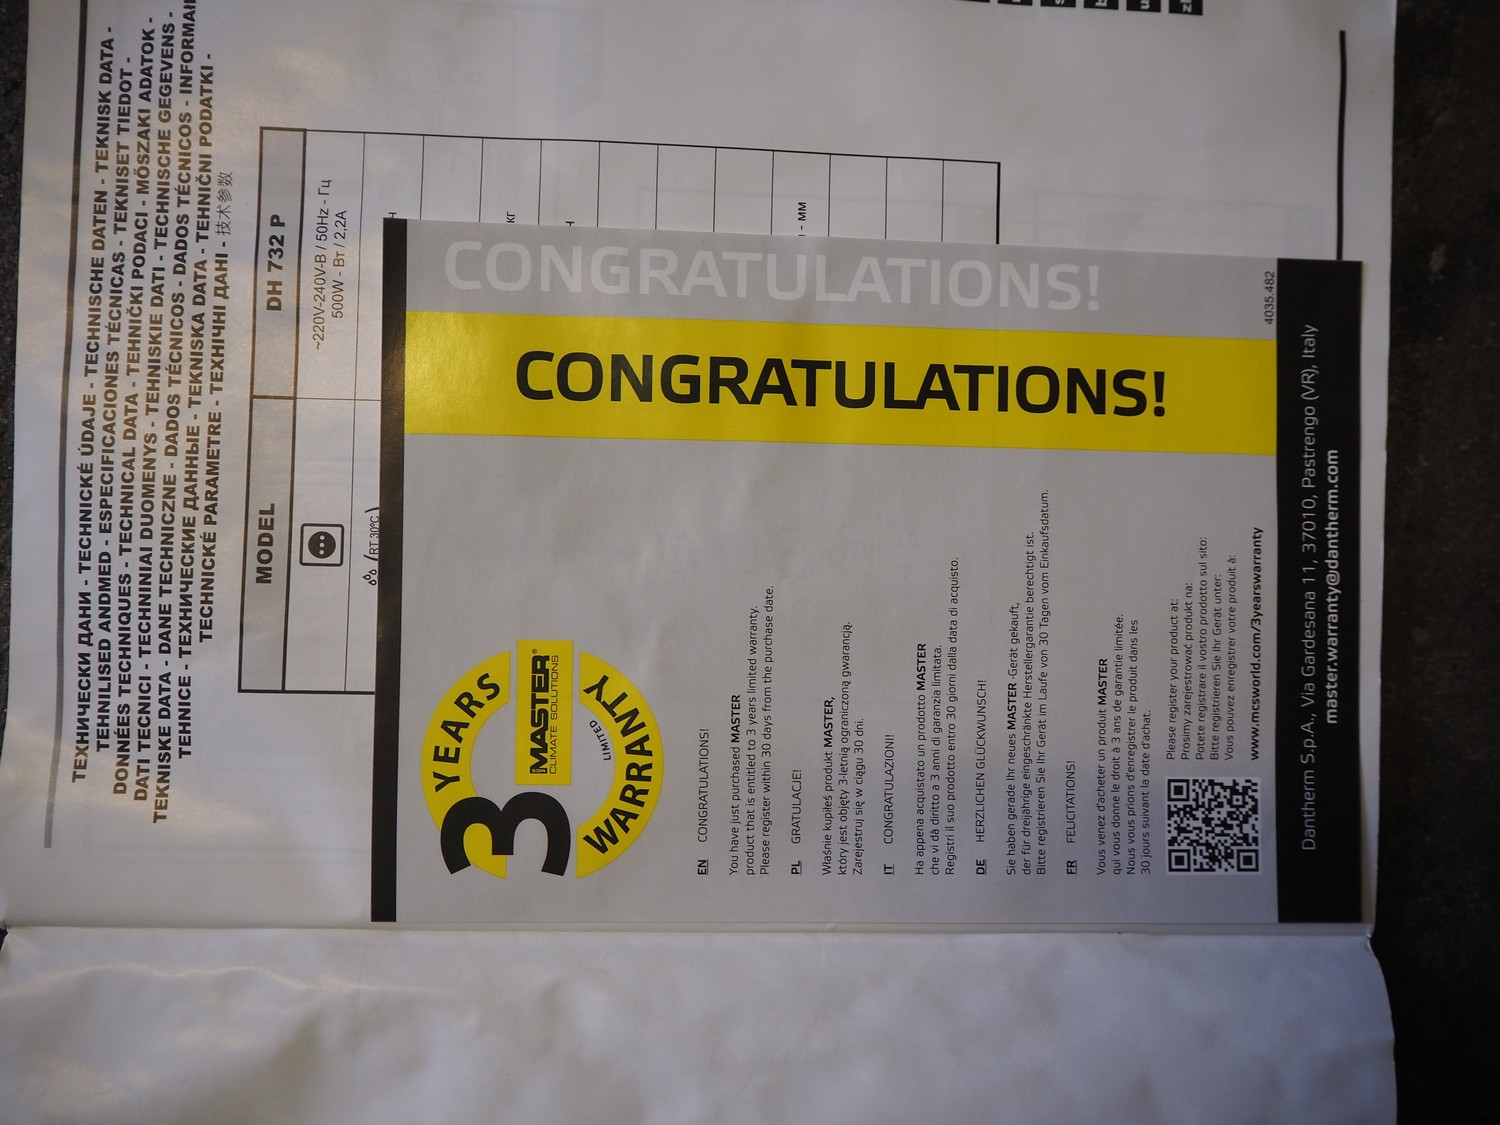 ТЕХНИЧЕСКИ ДАНИ - TECHNICKÉ ÚDAJE - TECHNISCHE DATEN - TEKNISK DATA -
TEHNILISED ANDMED - ESPECIFICACIONES TÉCNICAS - TEKNISET TIEDOT -
DONNÉES TECHNIQUES - TECHNICAL DATA - TEHNIČKI PODACI - MŐSZAKI ADATOK -
DATI TECNICI - TECHNINIAI DUOMENYS - TEHNISKIE DATI - TECHNISCHE GEGEVENS -
TEKNISKE DATA - DANE TECHNICZNE - DADOS TÉCNICOS - DADOS TÉCNICOS -
TEHNICE - ТЕХНИЧЕСКИЕ ДАННЫЕ - TEKNISKA DATA - TEHNIČNI PODATKI -
TECHNICKÉ PARAMETRE - ТЕХНІЧНІ ДАНІ - 技术参数
MODEL DH 732 P
~220V-240V-В / 50Hz - Гц
500W - Вт / 2,2A
RT 30°C
КГ
- ММ
CONGRATULATIONS!
CONGRATULATIONS!
3 YEARS
MASTER®
CLIMATE SOLUTIONS
LIMITED
WARRANTY
EN CONGRATULATIONS!
You have just purchased MASTER
product that is entitled to 3 years limited warranty.
Please register within 30 days from the purchase date.
PL GRATULACJE!
Właśnie kupiłeś produkt MASTER,
który jest objęty 3-letnią ograniczoną gwarancją.
Zarejestruj się w ciągu 30 dni.
IT CONGRATULAZIONI!
Ha appena acquistato un prodotto MASTER
che vi dà diritto a 3 anni di garanzia limitata.
Registri il suo prodotto entro 30 giorni dalla data di acquisto.
DE HERZLICHEN GLÜCKWUNSCH!
Sie haben gerade Ihr neues MASTER -Gerät gekauft,
der für dreijährige eingeschränkte Herstellergarantie berechtigt ist.
Bitte registrieren Sie Ihr Gerät im Laufe von 30 Tagen vom Einkaufsdatum.
FR FELICITATIONS!
Vous venez d'acheter un produit MASTER
qui vous donne le droit à 3 ans de garantie limitée.
Nous vous prions d'enregistrer le produit dans les
30 jours suivant la date d'achat.
Please register your product at:
Prosimy zarejestrować produkt na:
Potete registrare il vostro prodotto sul sito:
Bitte registrieren Sie Ihr Gerät unter:
Vous pouvez enregistrer votre produit à:
www.mcsworld.com/3yearswarranty
4035.482
Dantherm S.p.A., Via Gardesana 11, 37010, Pastrengo (VR), Italy
master.warranty@dantherm.com